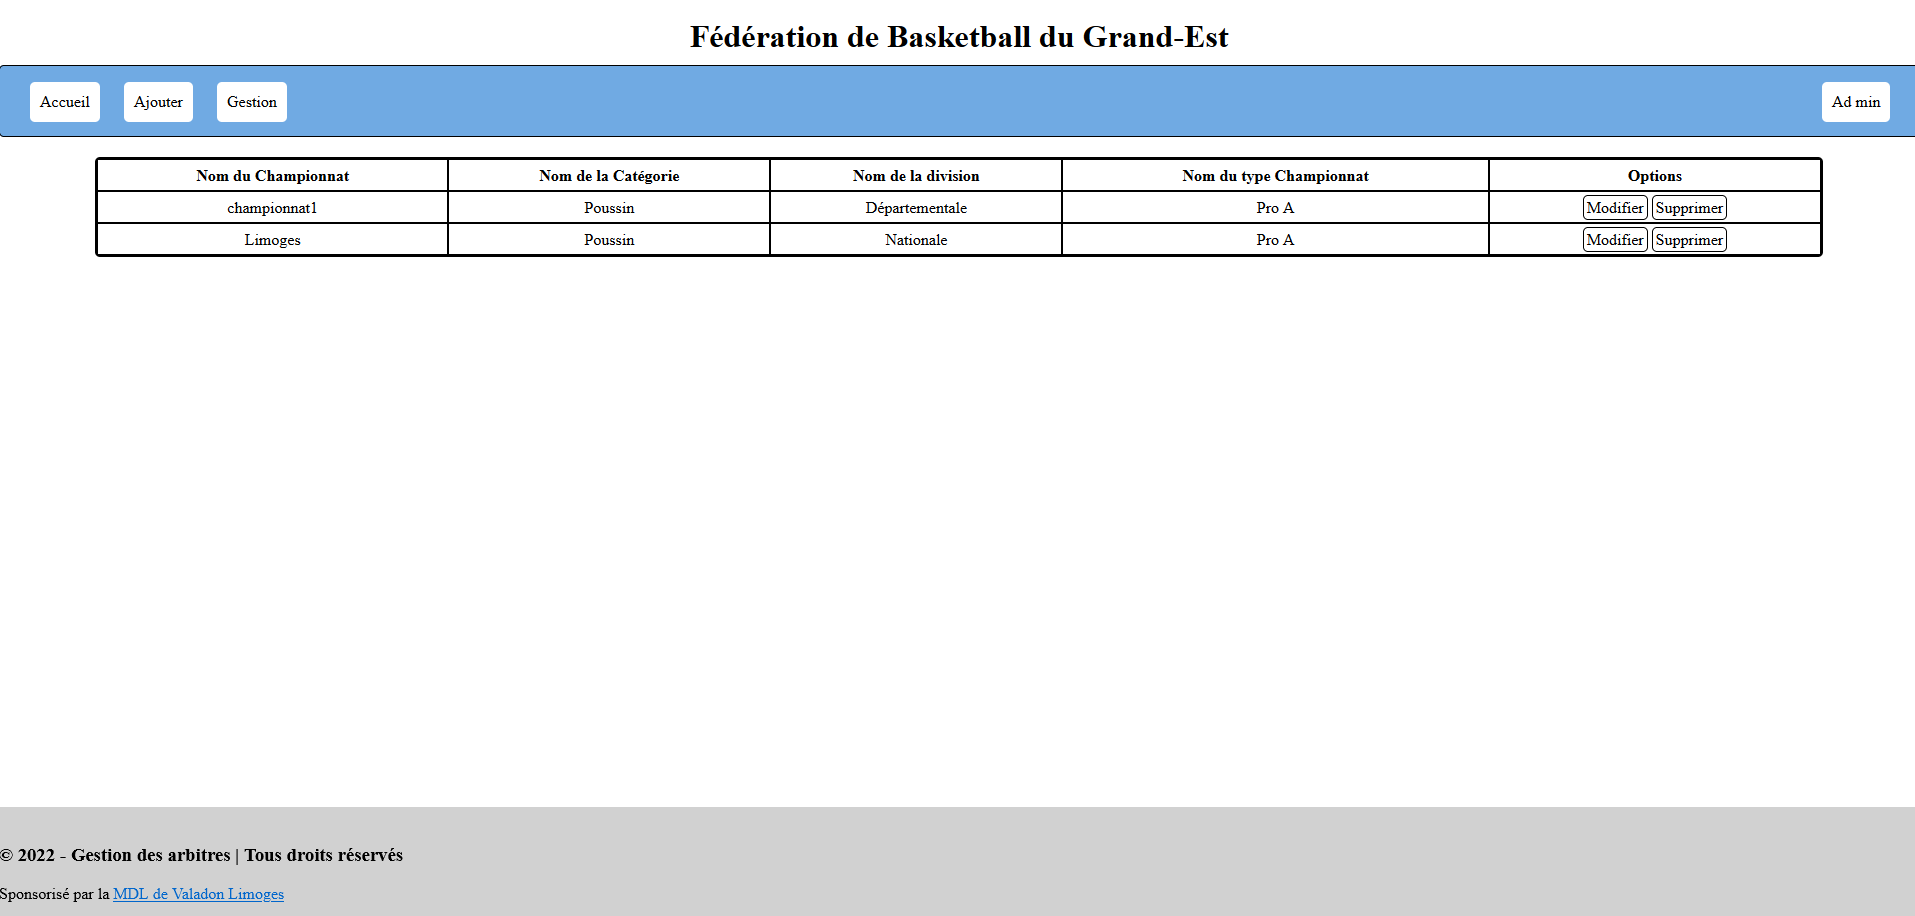 Fédération de Basketball du Grand-Est
Accueil Ajouter Gestion Ad min
Nom du Championnat Nom de la Catégorie Nom de la division Nom du type Championnat Options
championnat1 Poussin Départementale Pro A Modifier Supprimer
Limoges Poussin Nationale Pro A Modifier Supprimer
© 2022 - Gestion des arbitres | Tous droits réservés
Sponsorisé par la MDL de Valadon Limoges